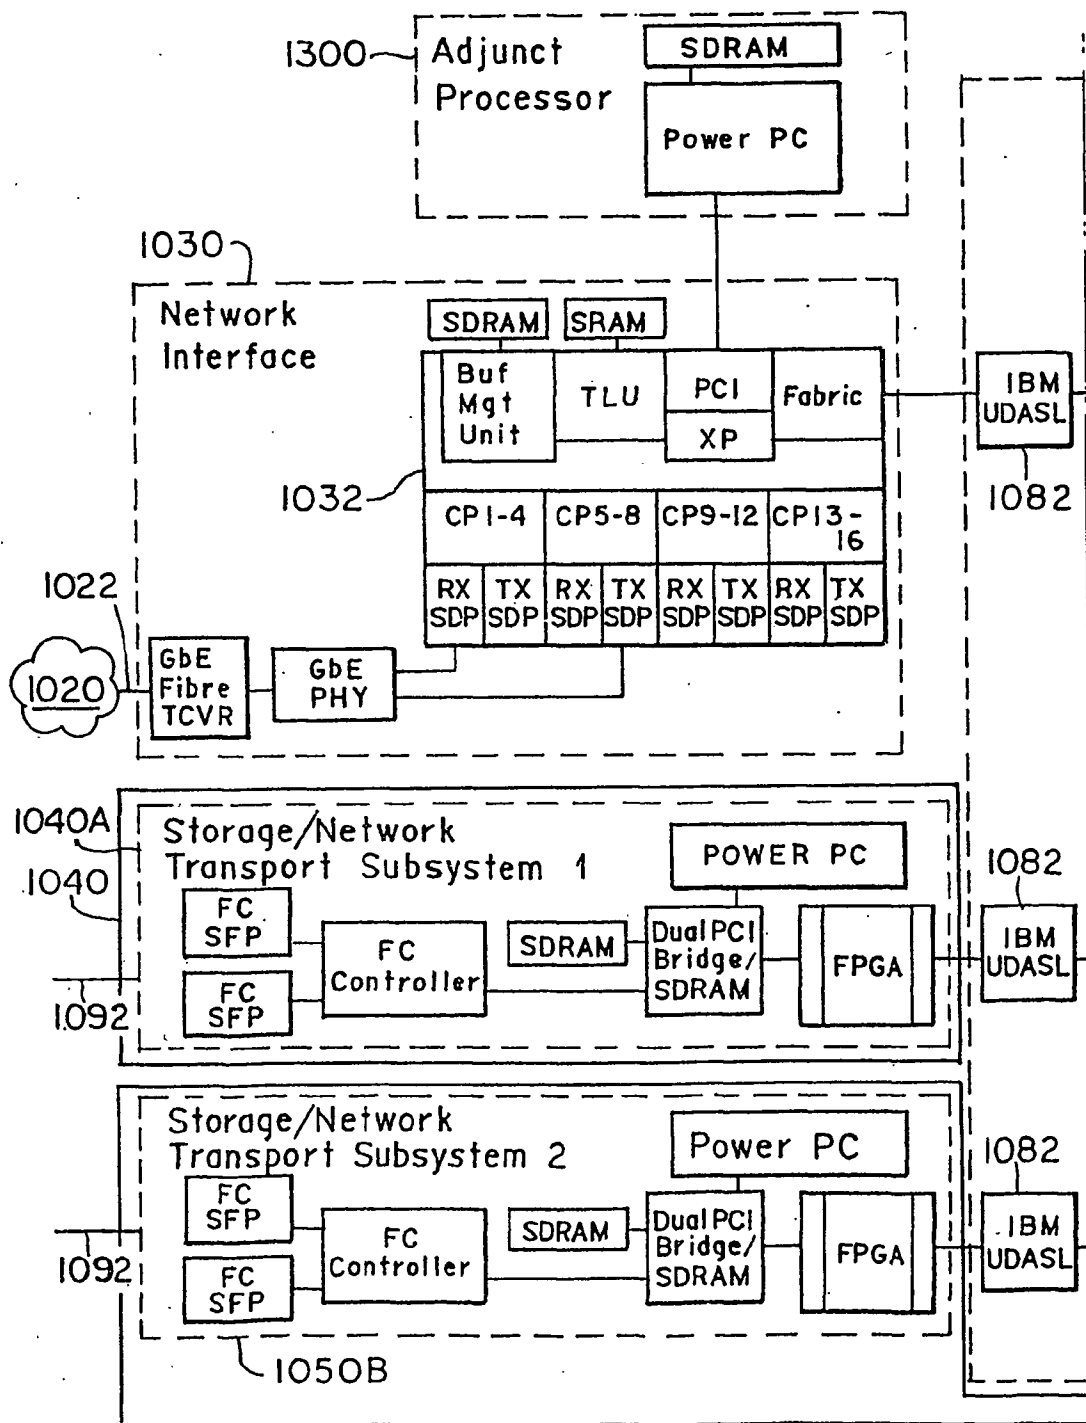 1300
Adjunct
Processor
SDRAM
Power PC
1030
Network
Interface
SDRAM
SRAM
Buf
Mgt
Unit
TLU
PCI
XP
Fabric
IBM
UDASL
1082
1032
CP1-4
CP5-8
CP9-12
CP13-
16
RX
SDP
TX
SDP
RX
SDP
TX
SDP
RX
SDP
TX
SDP
RX
SDP
TX
SDP
1022
1020
GbE
Fibre
TCVR
GbE
PHY
1040A
1040
Storage/Network
Transport Subsystem 1
POWER PC
1082
FC
SFP
FC
SFP
FC
Controller
SDRAM
Dual PCI
Bridge/
SDRAM
FPGA
IBM
UDASL
1092
Storage/Network
Transport Subsystem 2
Power PC
1082
FC
SFP
FC
SFP
FC
Controller
SDRAM
Dual PCI
Bridge/
SDRAM
FPGA
IBM
UDASL
1092
1050B